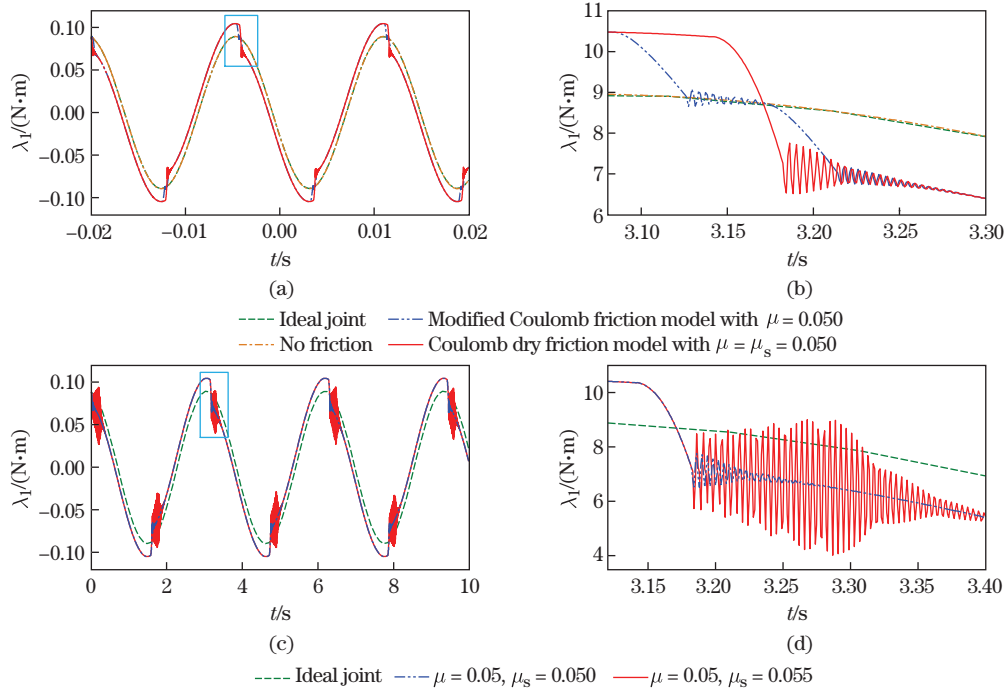 λ1/(N·m)
0.10
0.05
0.00
−0.05
−0.10
−0.02
−0.01
0.00
0.01
0.02
t/s
(a)
λ1/(N·m)
11
10
9
8
7
6
3.10
3.15
3.20
3.25
3.30
t/s
(b)
Ideal joint
Modified Coulomb friction model with μ = 0.050
No friction
Coulomb dry friction model with μ = μs = 0.050
λ1/(N·m)
0.10
0.05
0.00
−0.05
−0.10
0
2
4
6
8
10
t/s
(c)
λ1/(N·m)
10
8
6
4
3.15
3.20
3.25
3.30
3.35
3.40
t/s
(d)
Ideal joint
μ = 0.05, μs = 0.050
μ = 0.05, μs = 0.055